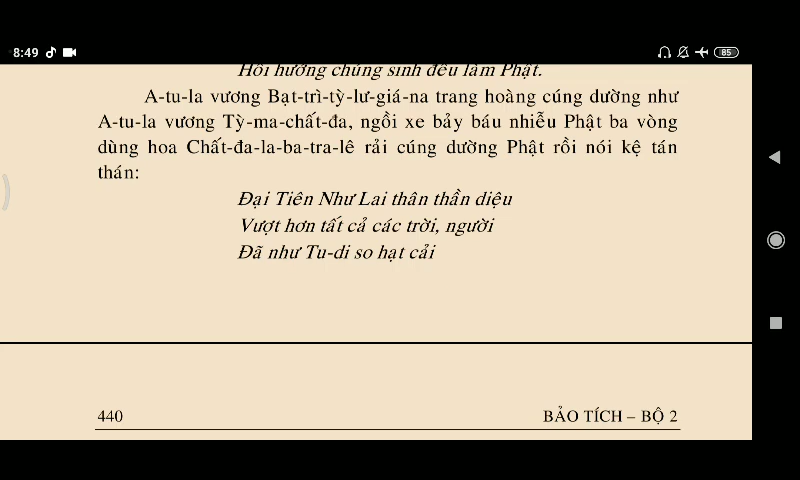 8:49
85
Hồi hướng chúng sinh đều làm Phật.
A-tu-la vương Bạt-trì-tỳ-lư-giá-na trang hoàng cúng dường như
A-tu-la vương Tỳ-ma-chất-đa, ngồi xe bảy báu nhiễu Phật ba vòng
dùng hoa Chất-đa-la-ba-tra-lê rải cúng dường Phật rồi nói kệ tán
thán:
Đại Tiên Như Lai thân thần diệu
Vượt hơn tất cả các trời, người
Đã như Tu-di so hạt cải
440
BẢO TÍCH – BỘ 2